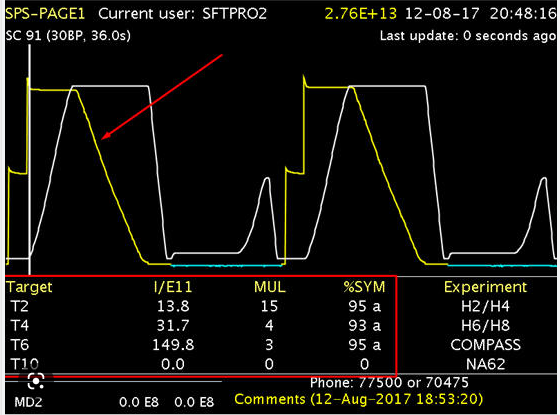 SPS-PAGE1 Current user: SFTPRO2 2.76E+13 12-08-17 20:48:16
SC 91 (30BP, 36.0s) Last update: 0 seconds ago
Target I/E11 MUL %SYM Experiment
T2 13.8 15 95 a H2/H4
T4 31.7 4 93 a H6/H8
T6 149.8 3 95 a COMPASS
T10 0.0 0 0 NA62
Phone: 77500 or 70475
MD2 0.0 E8 0.0 E8 Comments (12-Aug-2017 18:53:20)